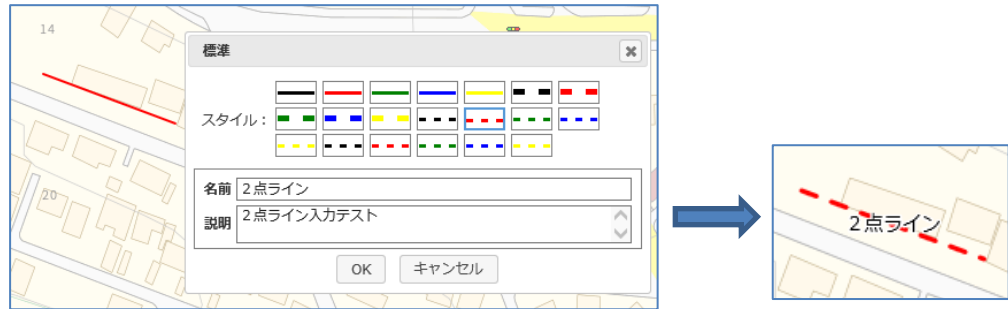 14
標準
スタイル：
名前 ２点ライン
説明 ２点ライン入力テスト
20
OK キャンセル
２点ライン